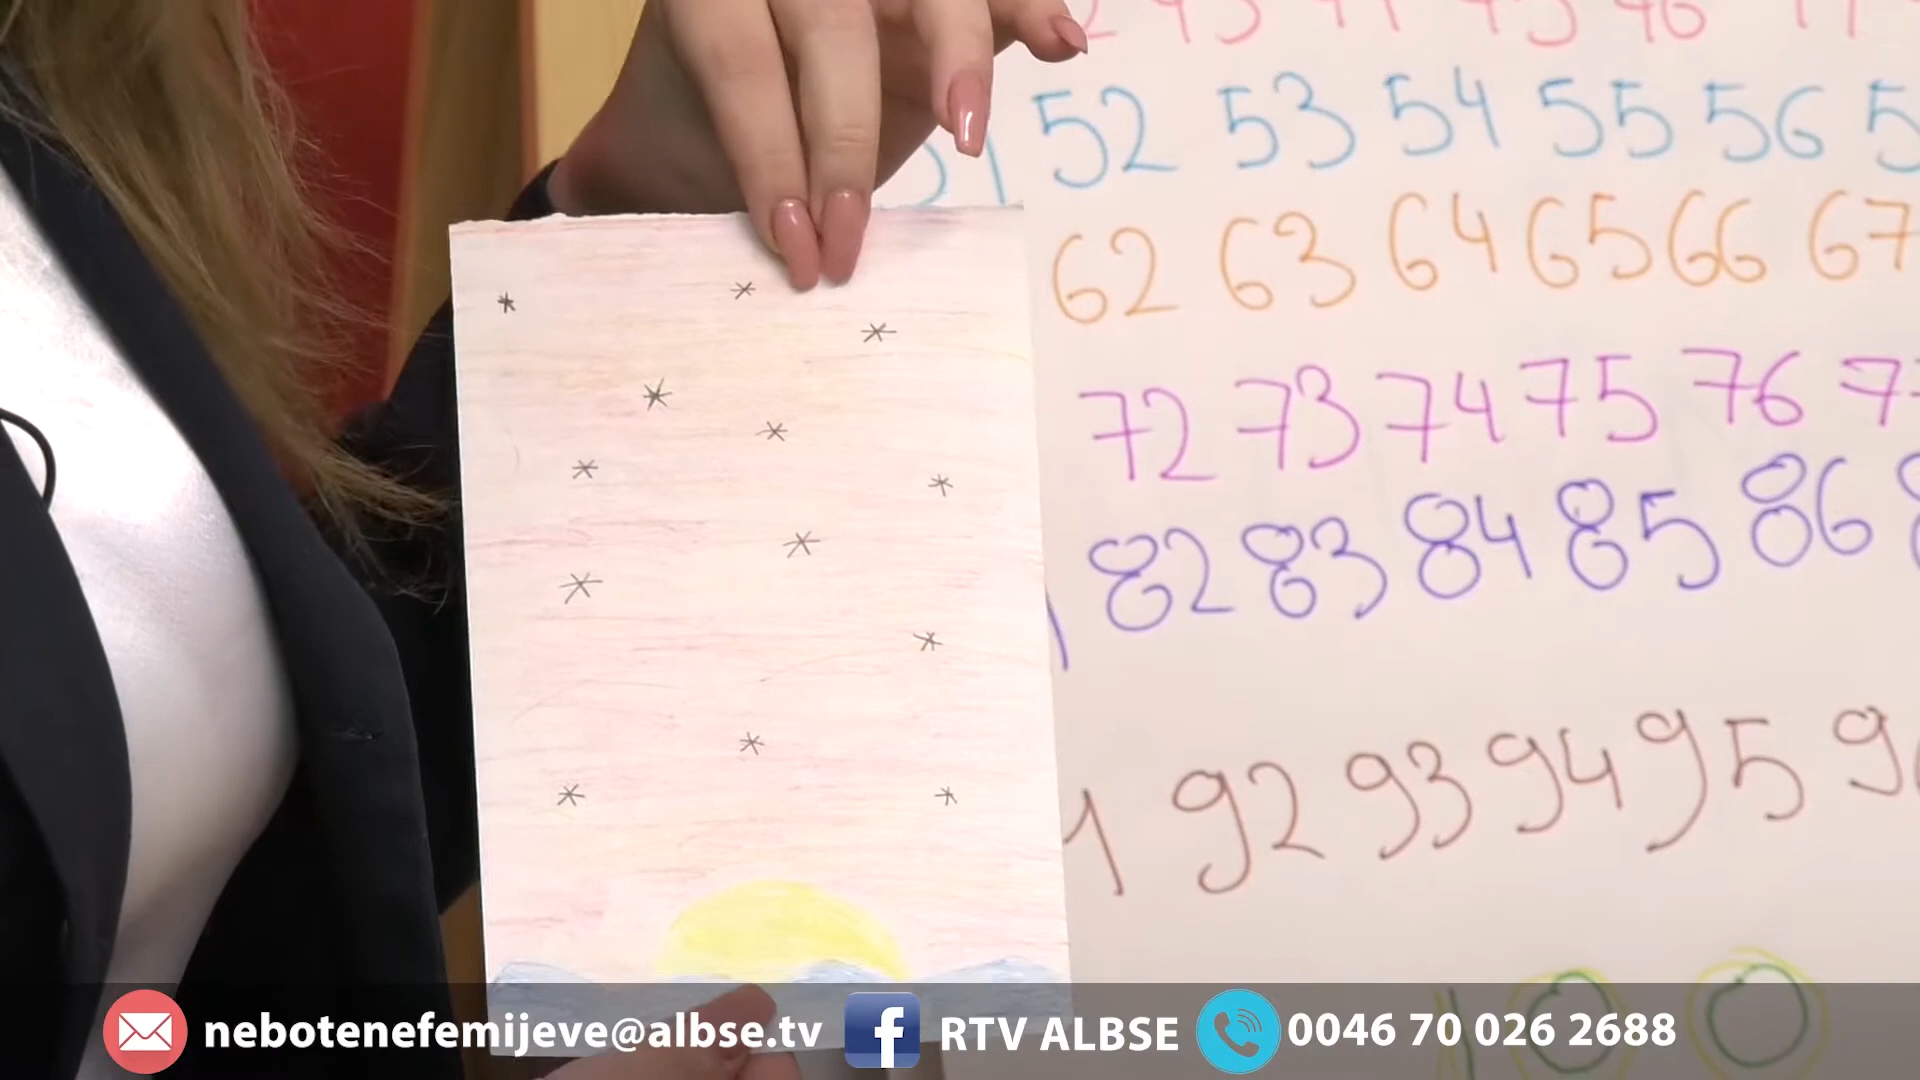 52 53 54 55 56
62 63 64 65 66 67
72 73 74 75 76
82 83 84 85 86
92 93 94 95
100
nebotenefemijeve@albse.tv f RTV ALBSE 0046 70 026 2688